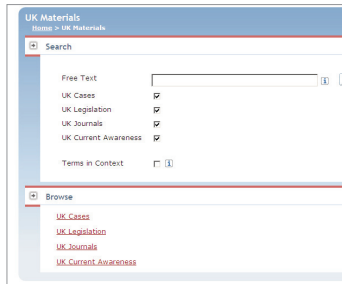 UK Materials
Home > UK Materials
Search
Free Text
UK Cases
UK Legislation
UK Journals
UK Current Awareness
Terms in Context
Browse
UK Cases
UK Legislation
UK Journals
UK Current Awareness